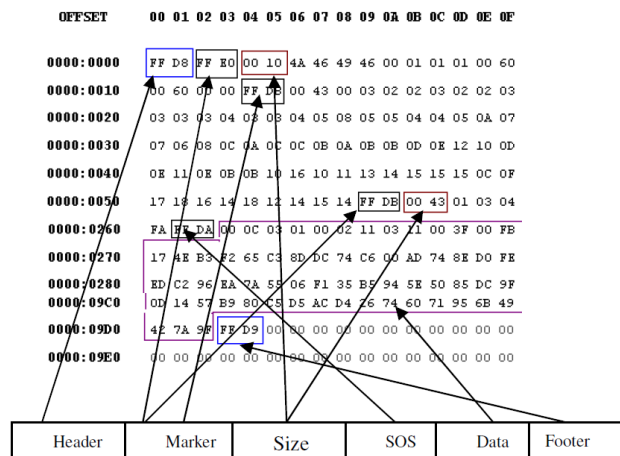 OFFSET 00 01 02 03 04 05 06 07 08 09 0A 0B 0C 0D 0E 0F
0000:0000 FF D8 FF E0 00 10 4A 46 49 46 00 01 01 01 00 60
0000:0010 00 60 00 00 FF DB 00 43 00 03 02 02 03 02 02 03
0000:0020 03 03 03 04 03 03 04 05 08 05 05 04 04 05 0A 07
0000:0030 07 06 08 0C 0A 0C 0C 0B 0A 0B 0B 0D 0E 12 10 0D
0000:0040 0E 11 0E 0B 0B 10 16 10 11 13 14 15 15 15 0C 0F
0000:0050 17 18 16 14 18 12 14 15 14 FF DB 00 43 01 03 04
0000:0260 FA FF DA 00 0C 03 01 00 02 11 03 11 00 3F 00 FB
0000:0270 17 4E B3 F2 65 C3 8D DC 74 C6 00 AD 74 8E D0 FE
0000:0280 ED C2 96 EA 7A 55 06 F1 35 B5 94 5E 50 85 DC 9F
0000:09C0 0D 14 57 B9 80 C5 D5 AC D4 26 74 60 71 95 6B 49
0000:09D0 42 7A 9F FF D9 00 00 00 00 00 00 00 00 00 00 00
0000:09E0 00 00 00 00 00 00 00 00 00 00 00 00 00 00 00 00
Header Marker Size SOS Data Footer